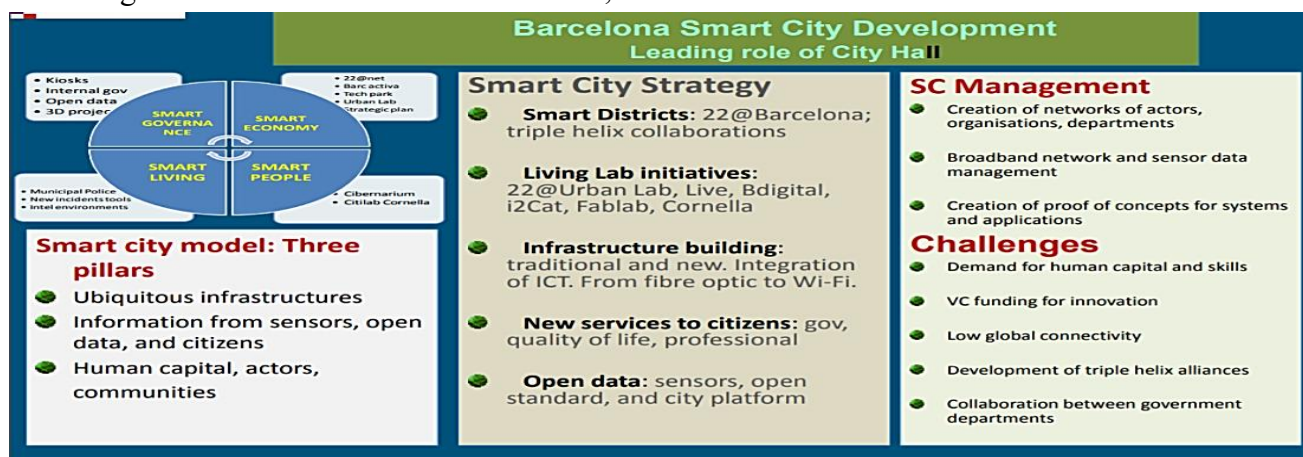 Barcelona Smart City Development
Leading role of City Hall
• Kiosks
• Internal gov
• Open data
• 3D projec
• 22@net
• Barc activa
• Tech park
• Urban Lab
Strategic plan
SMART
GOVERNA
NCE
SMART
ECONOMY
SMART
LIVING
SMART
PEOPLE
• Municipal Police
• New incidents tools
• Intel environments
• Cibernarium
• Citilab Cornella
Smart city model: Three
pillars
Ubiquitous infrastructures
Information from sensors, open
data, and citizens
Human capital, actors,
communities
Smart City Strategy
Smart Districts: 22@Barcelona;
triple helix collaborations
Living Lab initiatives:
22@Urban Lab, Live, Bdigital,
i2Cat, Fablab, Cornella
Infrastructure building:
traditional and new. Integration
of ICT. From fibre optic to Wi-Fi.
New services to citizens: gov,
quality of life, professional
Open data: sensors, open
standard, and city platform
SC Management
Creation of networks of actors,
organisations, departments
Broadband network and sensor data
management
Creation of proof of concepts for systems
and applications
Challenges
Demand for human capital and skills
VC funding for innovation
Low global connectivity
Development of triple helix alliances
Collaboration between government
departments